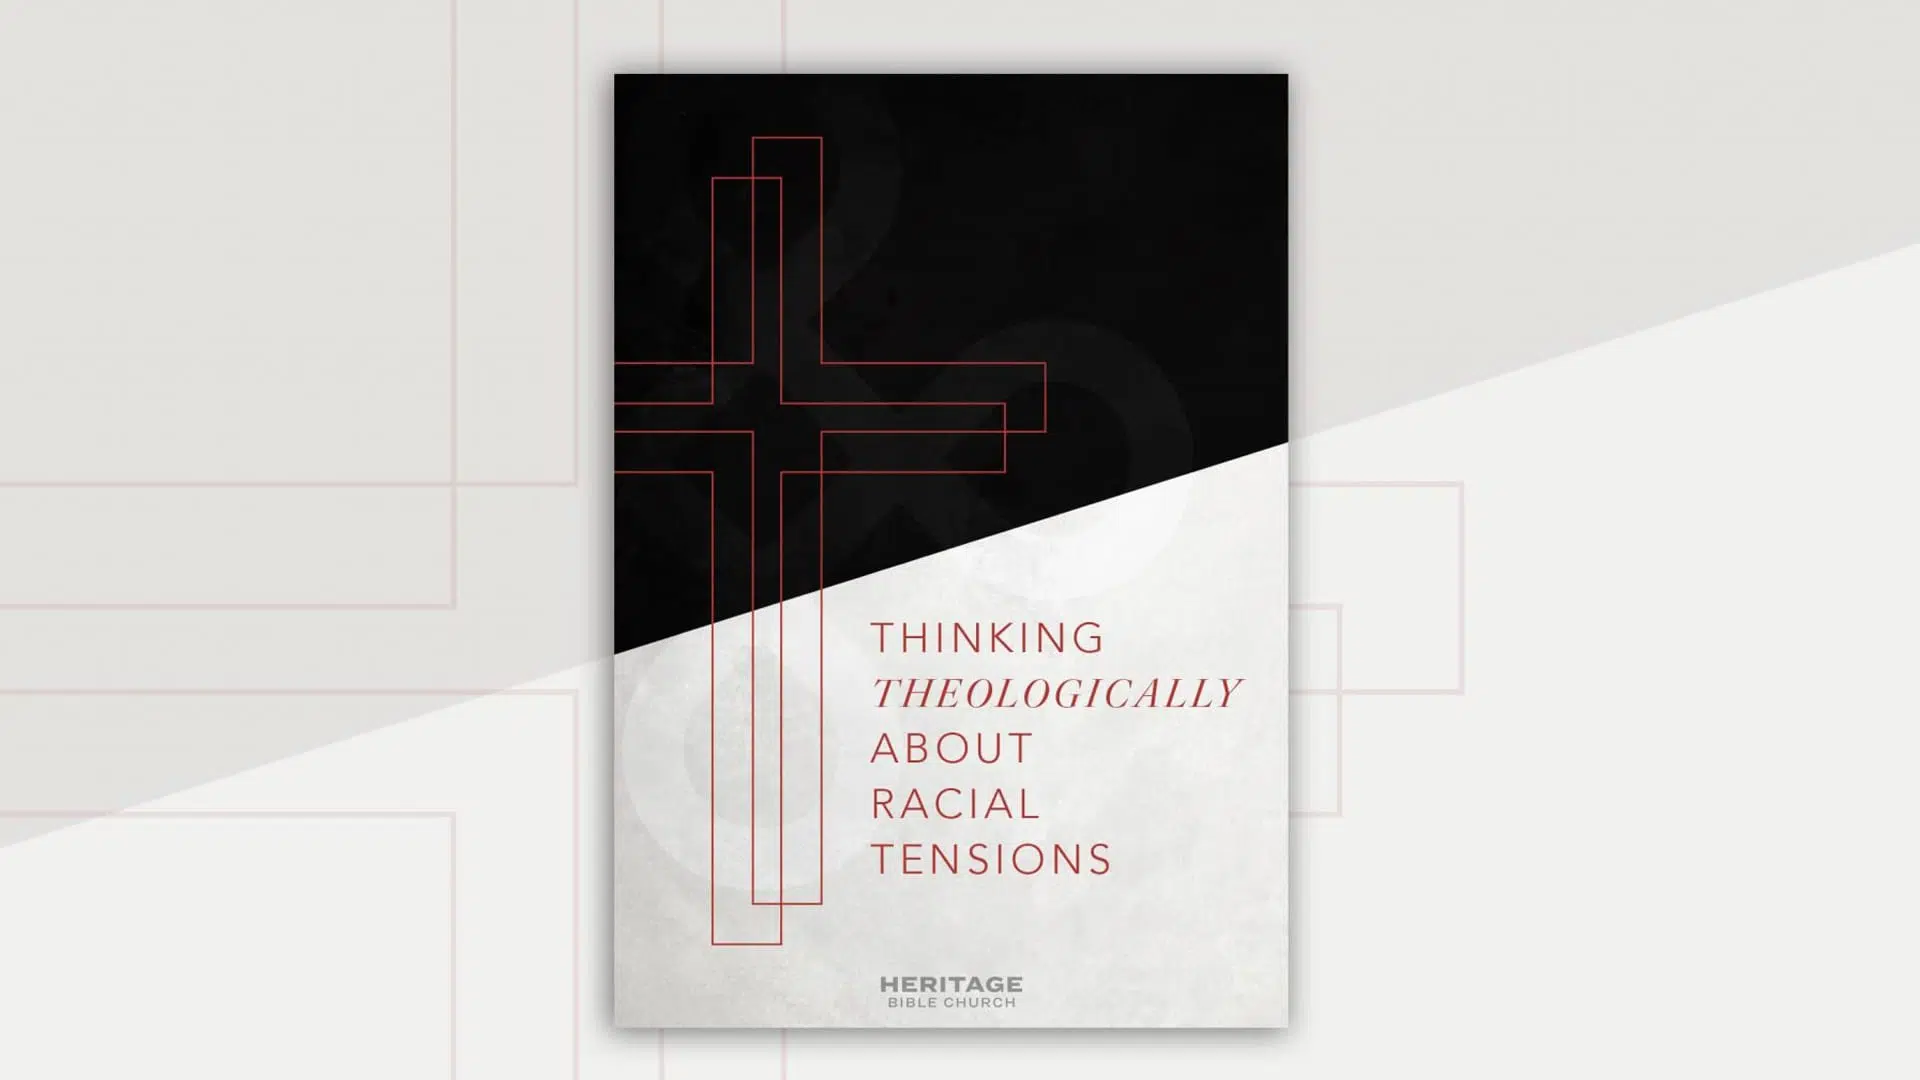 THINKING
THEOLOGICALLY
ABOUT
RACIAL
TENSIONS
HERITAGE
BIBLE CHURCH